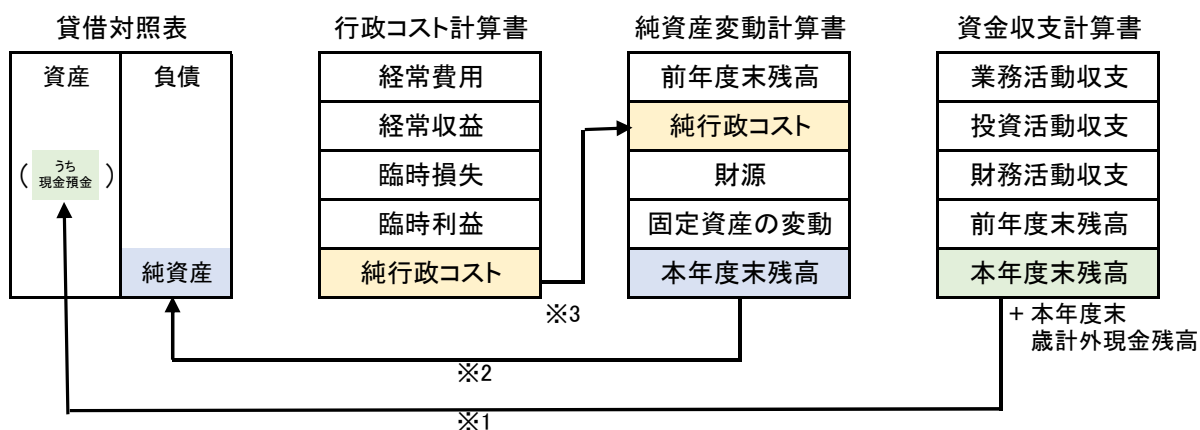 貸借対照表
資産
負債
(うち現金預金)
純資産
行政コスト計算書
経常費用
経常収益
臨時損失
臨時利益
純行政コスト
純資産変動計算書
前年度末残高
純行政コスト
財源
固定資産の変動
本年度末残高
資金収支計算書
業務活動収支
投資活動収支
財務活動収支
前年度末残高
本年度末残高
+ 本年度末
歳計外現金残高
※3
※2
※1